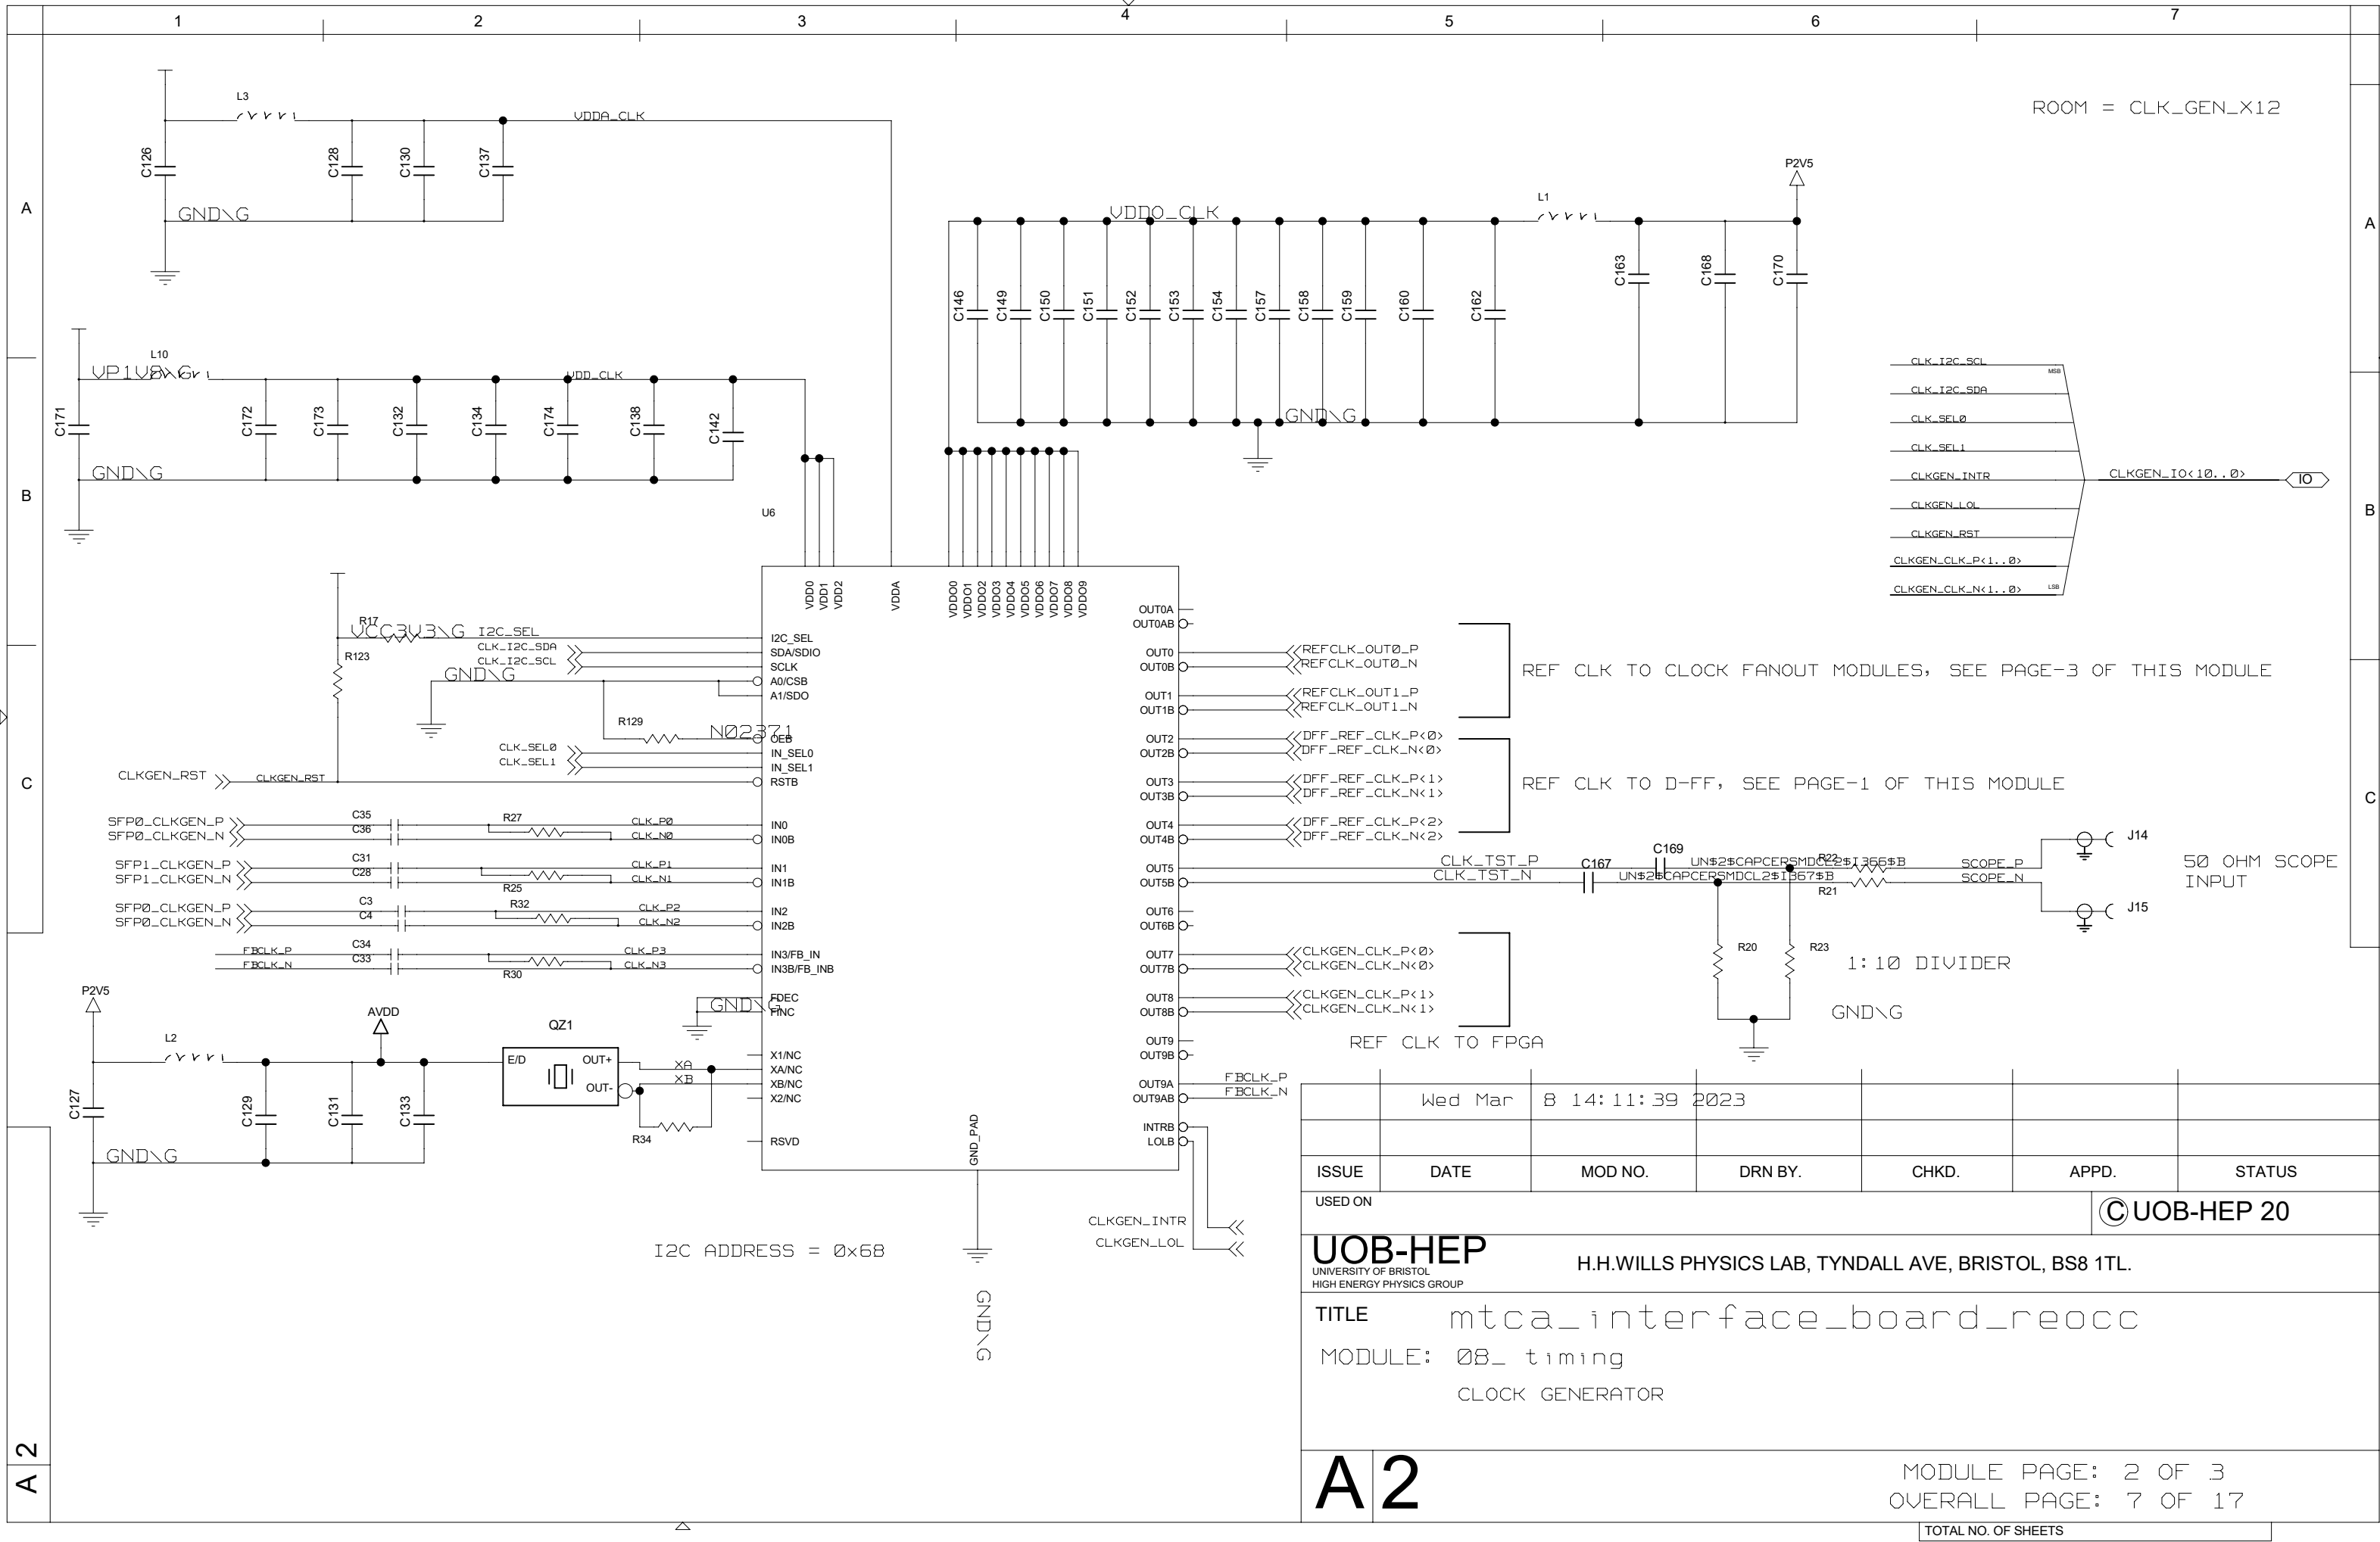 1 2 3 4 5 6 7
ROOM = CLK_GEN_X12
L3
VDDA_CLK
C126 C128 C130 C137
GND\G
A
A
P2V5
VDDO_CLK
L1
C146 C149 C150 C151 C152 C153 C154 C157 C158 C159 C160 C162 C163 C168 C170
GND\G
L10
VP1V8\G
VDD_CLK
C171 C172 C173 C132 C134 C174 C138 C142
GND\G
B
B
CLK_I2C_SCL
MSB
CLK_I2C_SDA
CLK_SEL0
CLK_SEL1
CLKGEN_INTR
CLKGEN_LOL
CLKGEN_RST
CLKGEN_CLK_P<1..0>
CLKGEN_CLK_N<1..0>
LSB
CLKGEN_IO<10..0>
IO
U6
VDD0 VDD1 VDD2 VDDA VDDO0 VDDO1 VDDO2 VDDO3 VDDO4 VDDO5 VDDO6 VDDO7 VDDO8 VDDO9
R17
VCC3V3\G
I2C_SEL
I2C_SEL
R123
CLK_I2C_SDA
SDA/SDIO
CLK_I2C_SCL
SCLK
GND\G
A0/CSB
A1/SDO
R129
N02371
OEB
CLK_SEL0
IN_SEL0
CLK_SEL1
IN_SEL1
C
C
CLKGEN_RST
CLKGEN_RST
RSTB
SFP0_CLKGEN_P C35 R27 CLK_P0 IN0
SFP0_CLKGEN_N C36 CLK_N0 IN0B
SFP1_CLKGEN_P C31 CLK_P1 IN1
SFP1_CLKGEN_N C28 R25 CLK_N1 IN1B
SFP0_CLKGEN_P C3 R32 CLK_P2 IN2
SFP0_CLKGEN_N C4 CLK_N2 IN2B
FBCLK_P C34 CLK_P3 IN3/FB_IN
FBCLK_N C33 R30 CLK_N3 IN3B/FB_INB
GND\G
FDEC
FINC
P2V5
L2
AVDD
QZ1
E/D
OUT+
OUT-
XA
XB
X1/NC
XA/NC
XB/NC
X2/NC
R34
RSVD
C127 C129 C131 C133
GND\G
GND_PAD
GND\G
I2C ADDRESS = 0x68
OUT0A
OUT0AB
OUT0 REFCLK_OUT0_P
OUT0B REFCLK_OUT0_N
OUT1 REFCLK_OUT1_P
OUT1B REFCLK_OUT1_N
REF CLK TO CLOCK FANOUT MODULES, SEE PAGE-3 OF THIS MODULE
OUT2 DFF_REF_CLK_P<0>
OUT2B DFF_REF_CLK_N<0>
OUT3 DFF_REF_CLK_P<1>
OUT3B DFF_REF_CLK_N<1>
OUT4 DFF_REF_CLK_P<2>
OUT4B DFF_REF_CLK_N<2>
REF CLK TO D-FF, SEE PAGE-1 OF THIS MODULE
OUT5 CLK_TST_P C169 UN$2$CAPCERSMDCL2$I366$B R22 SCOPE_P J14
OUT5B CLK_TST_N C167 UN$2$CAPCERSMDCL2$I367$B R21 SCOPE_N J15
50 OHM SCOPE
INPUT
OUT6
OUT6B
R20
R23
1:10 DIVIDER
GND\G
OUT7 CLKGEN_CLK_P<0>
OUT7B CLKGEN_CLK_N<0>
OUT8 CLKGEN_CLK_P<1>
OUT8B CLKGEN_CLK_N<1>
REF CLK TO FPGA
OUT9
OUT9B
OUT9A FBCLK_P
OUT9AB FBCLK_N
INTRB
LOLB
CLKGEN_INTR
CLKGEN_LOL
Wed Mar 8 14:11:39 2023
ISSUE DATE MOD NO. DRN BY. CHKD. APPD. STATUS
USED ON
© UOB-HEP 20
UOB-HEP
UNIVERSITY OF BRISTOL
HIGH ENERGY PHYSICS GROUP
H.H.WILLS PHYSICS LAB, TYNDALL AVE, BRISTOL, BS8 1TL.
TITLE mtca_interface_board_reocc
MODULE: 08_ timing
CLOCK GENERATOR
A 2
A 2
MODULE PAGE: 2 OF 3
OVERALL PAGE: 7 OF 17
TOTAL NO. OF SHEETS